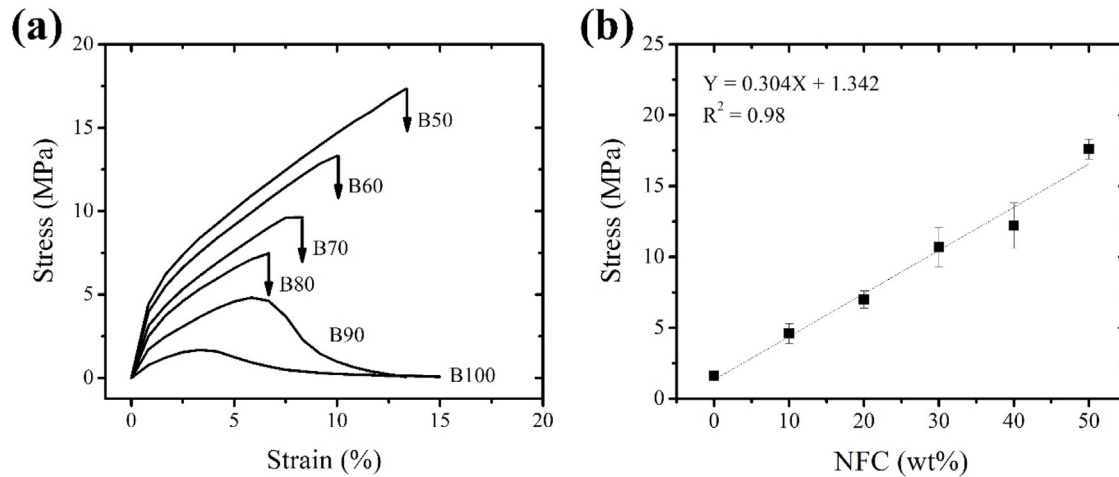 (a)
20
15
10
5
0
Stress (MPa)
B50
B60
B70
B80
B90
B100
0 5 10 15 20
Strain (%)
(b)
25
20
15
10
5
0
Stress (MPa)
Y = 0.304X + 1.342
R² = 0.98
0 10 20 30 40 50
NFC (wt%)